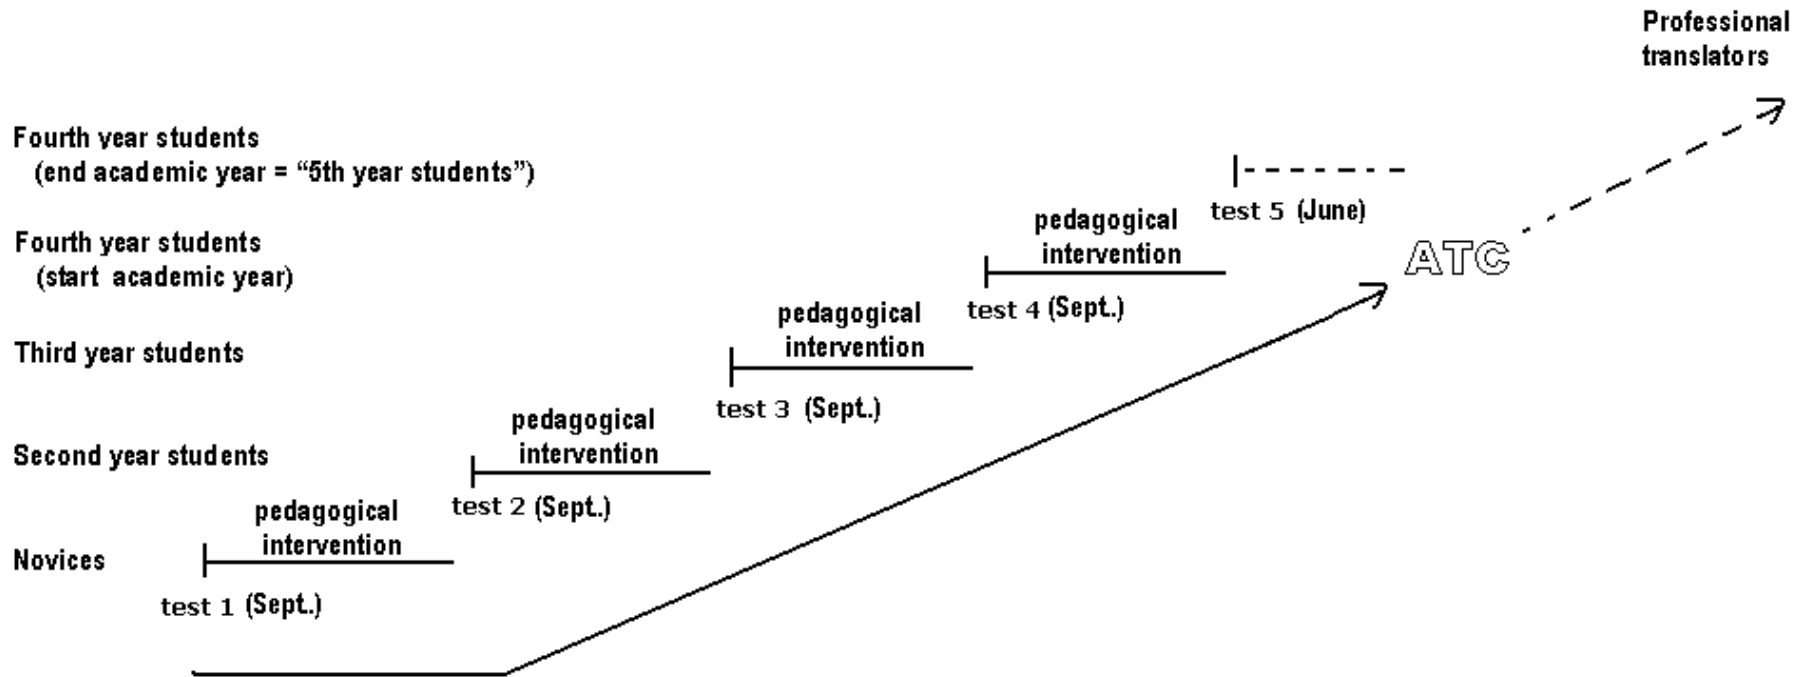 Professional
translators
Fourth year students
(end academic year = “5th year students”)
test 5 (June)
pedagogical
intervention
Fourth year students
(start academic year)
ATC
test 4 (Sept..)
pedagogical
intervention
Third year students
test 3 (Sept..)
pedagogical
intervention
Second year students
test 2 (Sept..)
pedagogical
intervention
Novices
test 1 (Sept..)